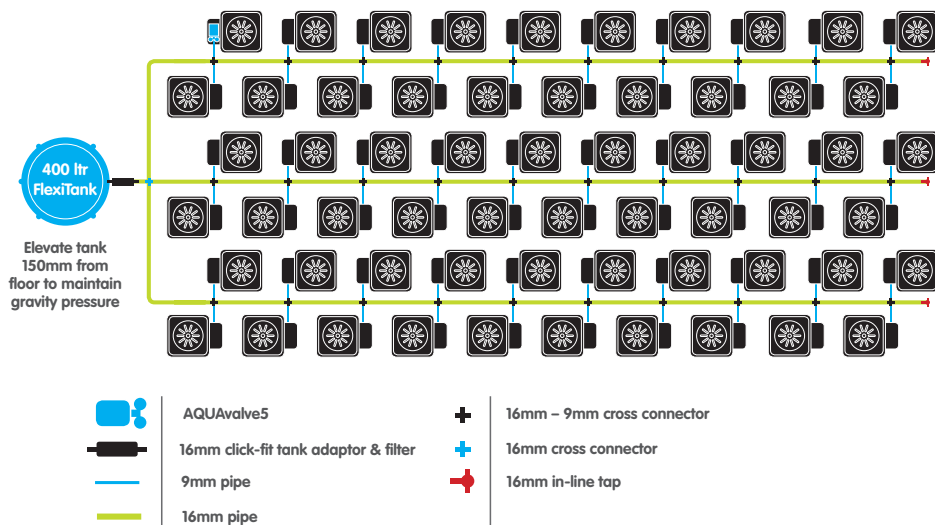 400 ltr
FlexiTank
Elevate tank
150mm from
floor to maintain
gravity pressure
AQUAvalve5
16mm click-fit tank adaptor & filter
9mm pipe
16mm pipe
16mm – 9mm cross connector
16mm cross connector
16mm in-line tap